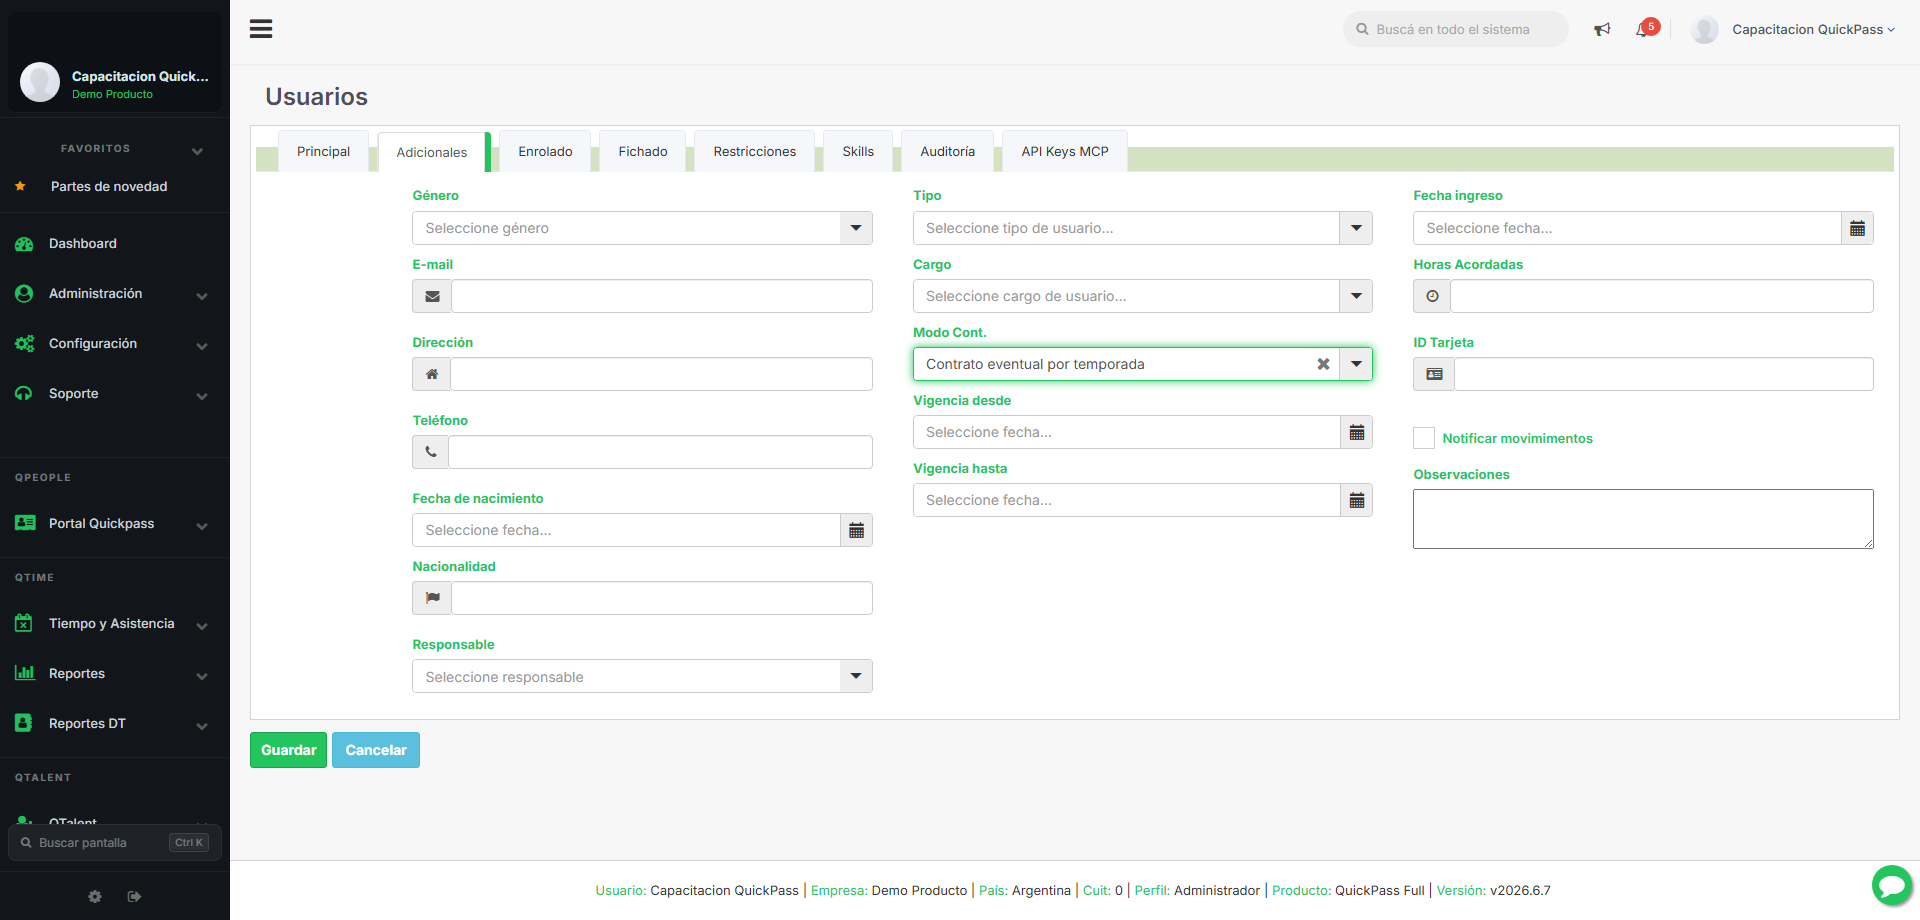 Capacitacion Quick...
Demo Producto
FAVORITOS
Partes de novedad
Dashboard
Administración
Configuración
Soporte
QPEOPLE
Portal Quickpass
QTIME
Tiempo y Asistencia
Reportes
Reportes DT
QTALENT
QTalent
Buscar pantalla
Ctrl K
Buscá en todo el sistema
5
Capacitacion QuickPass
Usuarios
Principal
Adicionales
Enrolado
Fichado
Restricciones
Skills
Auditoría
API Keys MCP
Género
Seleccione género
E-mail
Dirección
Teléfono
Fecha de nacimiento
Seleccione fecha...
Nacionalidad
Responsable
Seleccione responsable
Tipo
Seleccione tipo de usuario...
Cargo
Seleccione cargo de usuario...
Modo Cont.
Contrato eventual por temporada
Vigencia desde
Seleccione fecha...
Vigencia hasta
Seleccione fecha...
Fecha ingreso
Seleccione fecha...
Horas Acordadas
ID Tarjeta
Notificar movimimentos
Observaciones
Guardar
Cancelar
Usuario: Capacitacion QuickPass | Empresa: Demo Producto | País: Argentina | Cuit: 0 | Perfil: Administrador | Producto: QuickPass Full | Versión: v2026.6.7